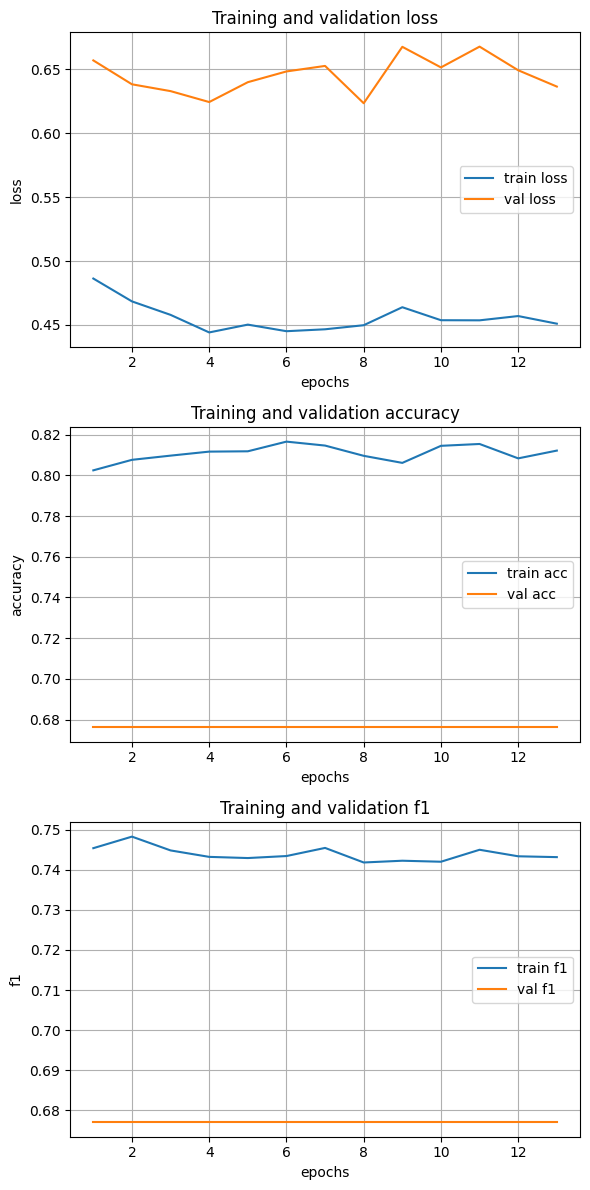 Training and validation loss
0.65
0.60
0.55
0.50
0.45
loss
train loss
val loss
2 4 6 8 10 12
epochs
Training and validation accuracy
0.82
0.80
0.78
0.76
0.74
0.72
0.70
0.68
accuracy
train acc
val acc
2 4 6 8 10 12
epochs
Training and validation f1
0.75
0.74
0.73
0.72
0.71
0.70
0.69
0.68
f1
train f1
val f1
2 4 6 8 10 12
epochs